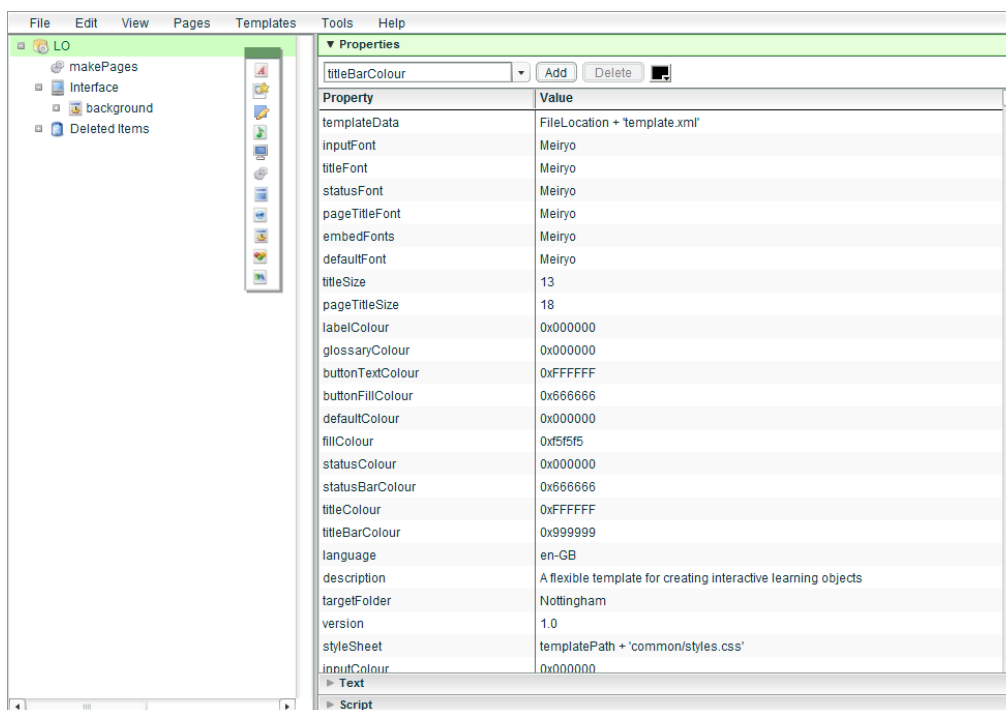 File Edit View Pages Templates Tools Help
LO
makePages
Interface
background
Deleted Items
▼ Properties
titleBarColour Add Delete
Property Value
templateData FileLocation + 'template.xml'
inputFont Meiryo
titleFont Meiryo
statusFont Meiryo
pageTitleFont Meiryo
embedFonts Meiryo
defaultFont Meiryo
titleSize 13
pageTitleSize 18
labelColour 0x000000
glossaryColour 0x000000
buttonTextColour 0xFFFFFF
buttonFillColour 0x666666
defaultColour 0x000000
fillColour 0xf5f5f5
statusColour 0x000000
statusBarColour 0x666666
titleColour 0xFFFFFF
titleBarColour 0x999999
language en-GB
description A flexible template for creating interactive learning objects
targetFolder Nottingham
version 1.0
styleSheet templatePath + 'common/styles.css'
inputColour 0x000000
▶ Text
▶ Script